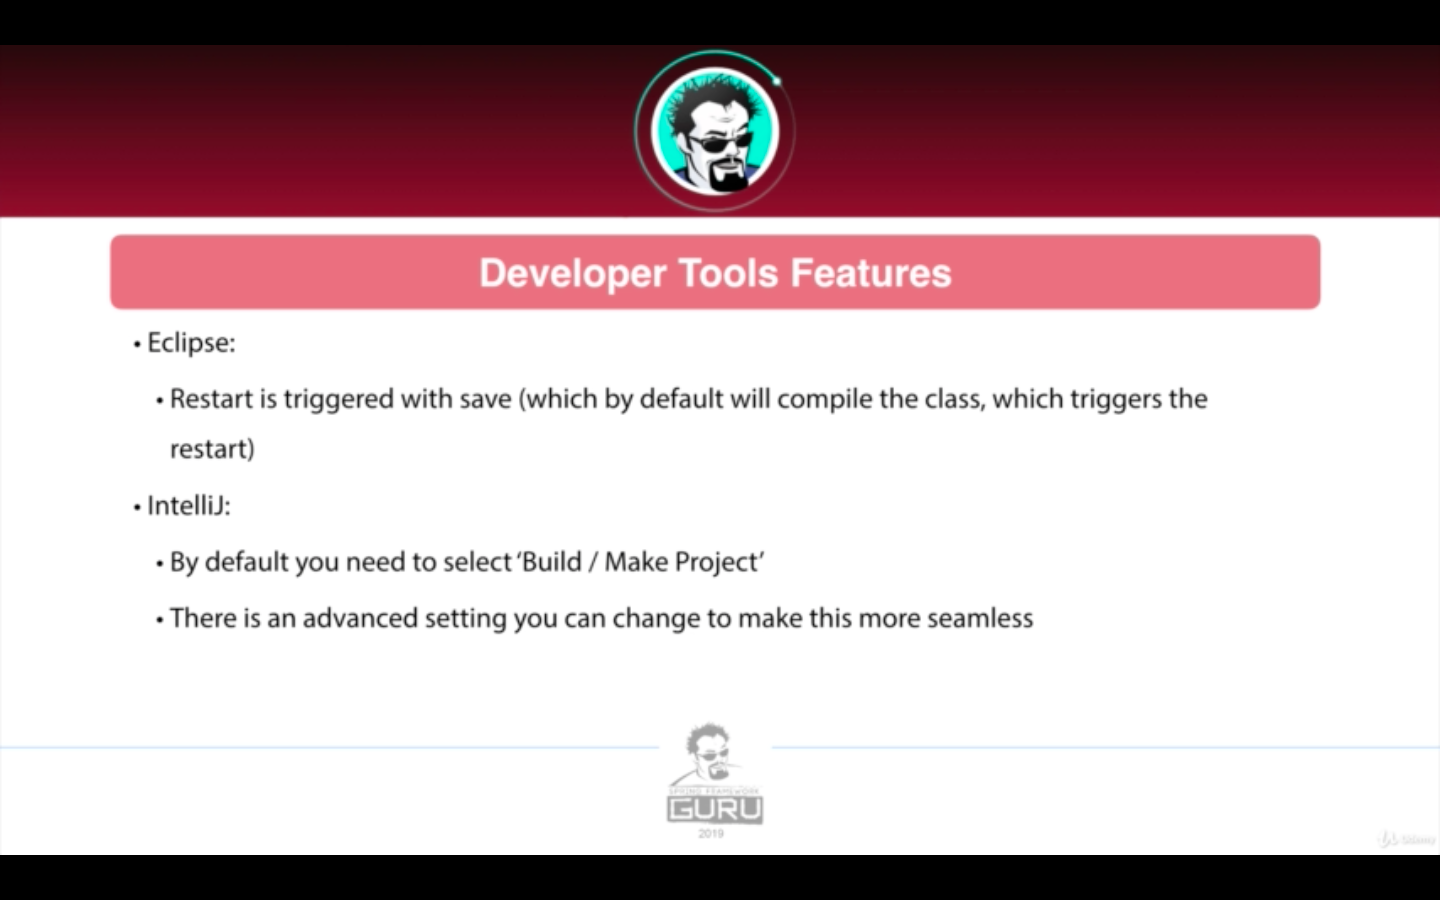 Developer Tools Features
• Eclipse:
• Restart is triggered with save (which by default will compile the class, which triggers the
restart)
• IntelliJ:
• By default you need to select ‘Build / Make Project’
• There is an advanced setting you can change to make this more seamless
SPRING FRAMEWORK
GURU
2019
Udemy